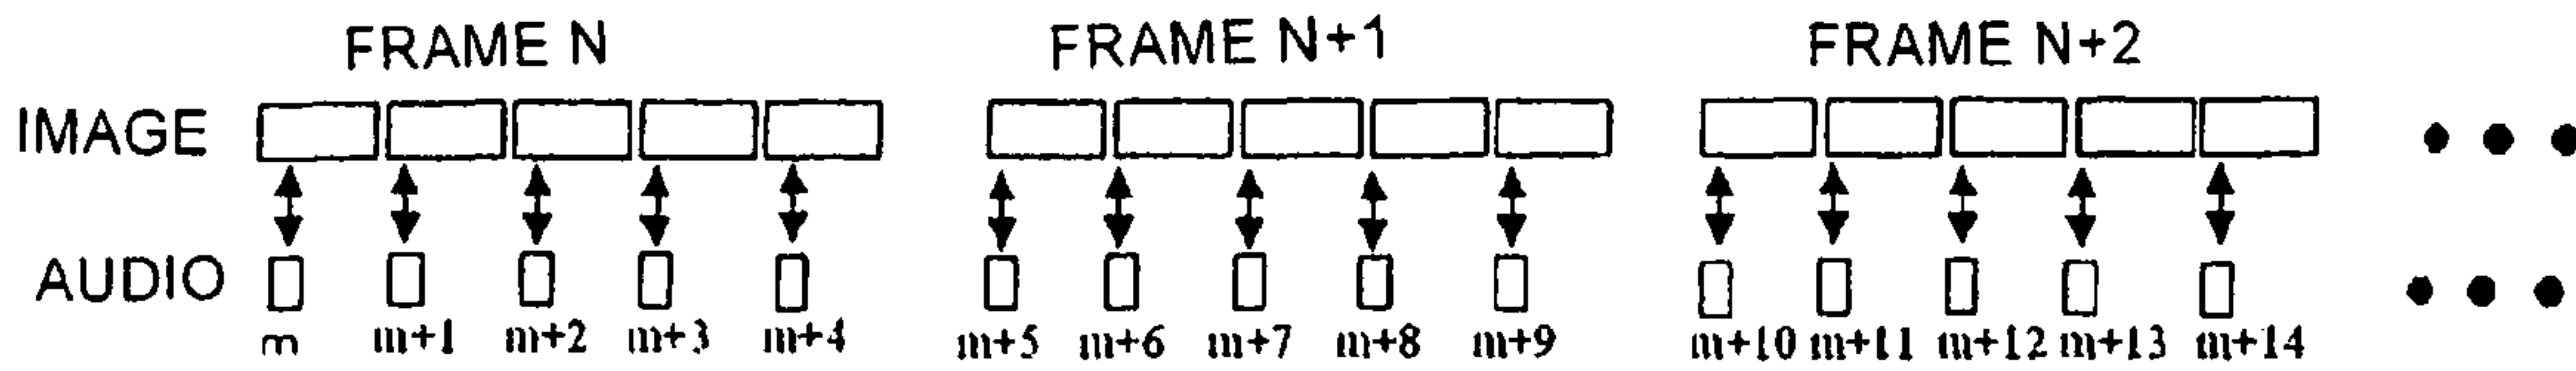 FRAME N FRAME N+1 FRAME N+2
IMAGE
AUDIO
m m+1 m+2 m+3 m+4 m+5 m+6 m+7 m+8 m+9 m+10 m+11 m+12 m+13 m+14